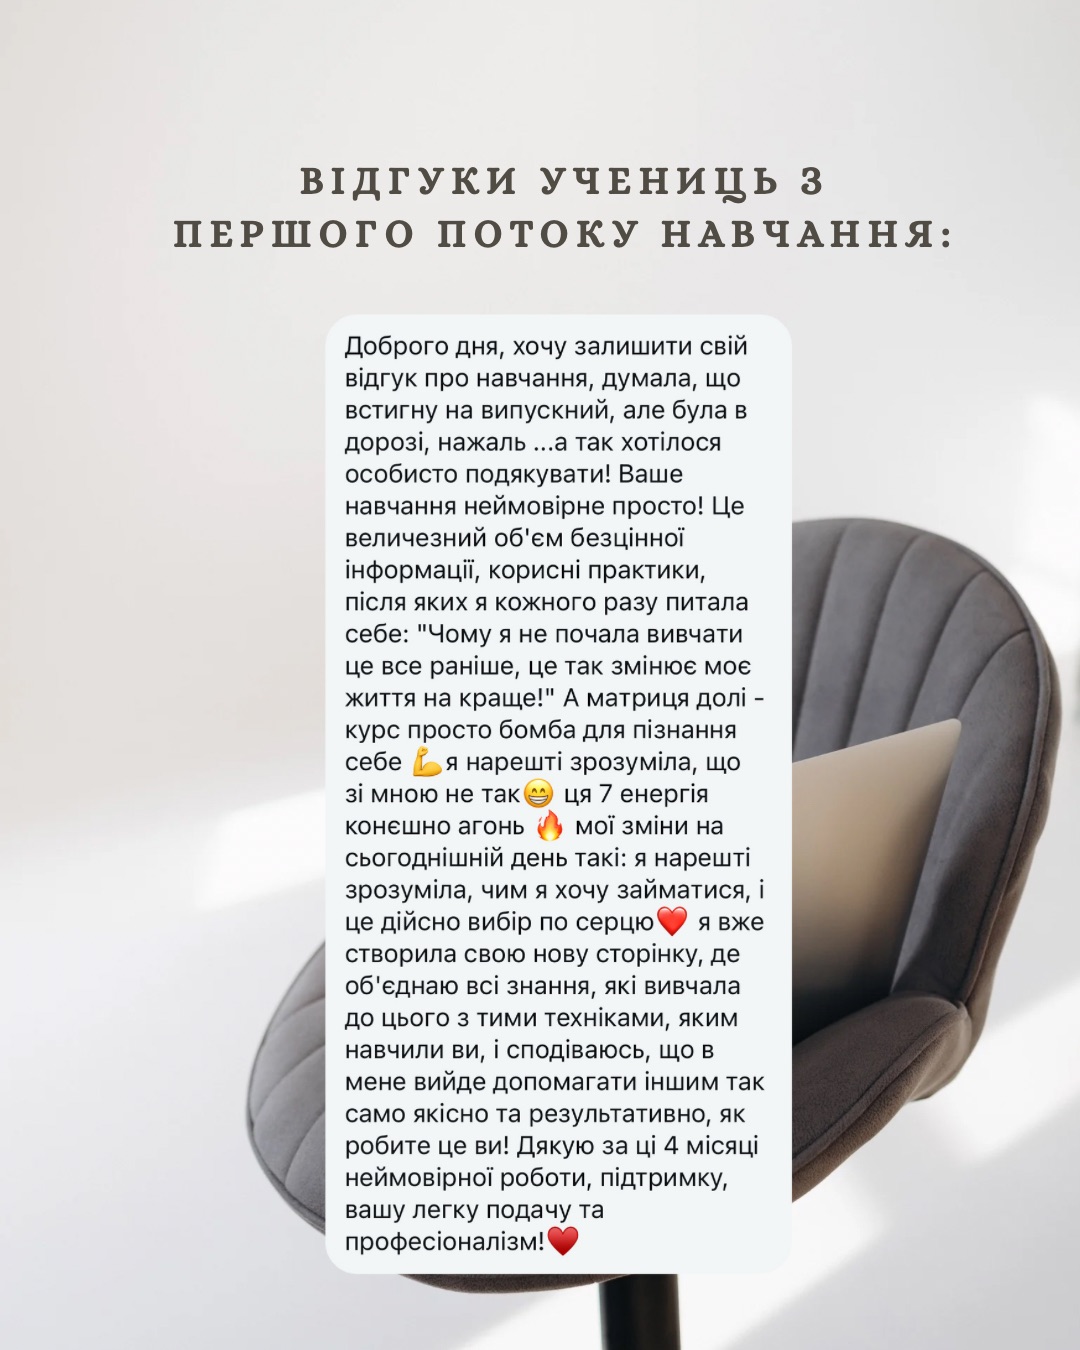 ВІДГУКИ УЧЕНИЦЬ З
ПЕРШОГО ПОТОКУ НАВЧАННЯ:
Доброго дня, хочу залишити свій
відгук про навчання, думала, що
встигну на випускний, але була в
дорозі, нажаль ...а так хотілося
особисто подякувати! Ваше
навчання неймовірне просто! Це
величезний об'єм безцінної
інформації, корисні практики,
після яких я кожного разу питала
себе: "Чому я не почала вивчати
це все раніше, це так змінює моє
життя на краще!" А матриця долі -
курс просто бомба для пізнання
себе 💪я нарешті зрозуміла, що
зі мною не так😁 ця 7 енергія
конєшно агонь 🔥 мої зміни на
сьогоднішній день такі: я нарешті
зрозуміла, чим я хочу займатися, і
це дійсно вибір по серцю❤️ я вже
створила свою нову сторінку, де
об'єднаю всі знання, які вивчала
до цього з тими техніками, яким
навчили ви, і сподіваюсь, що в
мене вийде допомагати іншим так
само якісно та результативно, як
робите це ви! Дякую за ці 4 місяці
неймовірної роботи, підтримку,
вашу легку подачу та
професіоналізм!♥️